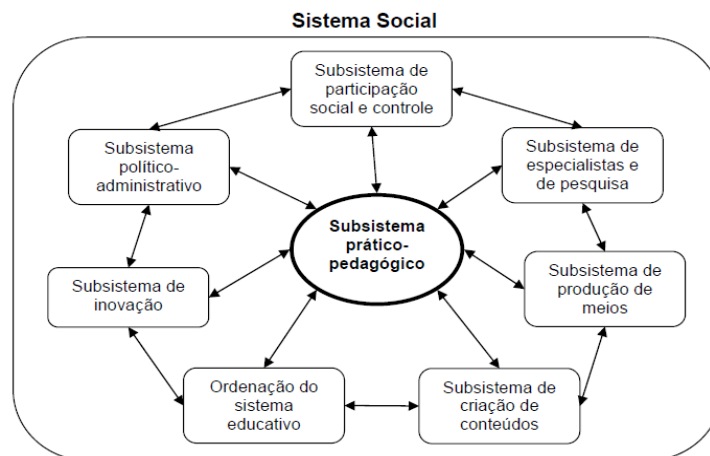 Sistema Social
Subsistema de
participação
social e controle
Subsistema
político-
administrativo
Subsistema de
especialistas e
de pesquisa
Subsistema
prático-
pedagógico
Subsistema de
inovação
Subsistema de
produção de
meios
Ordenação do
sistema
educativo
Subsistema de
criação de
conteúdos